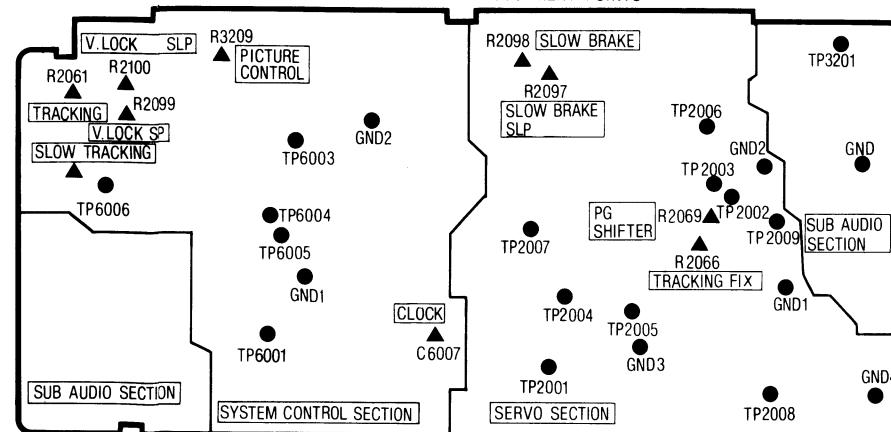 V.LOCK SLP
R3209
R2061
R2100
PICTURE
CONTROL
TRACKING
R2099
V.LOCK SP
SLOW TRACKING
TP6006
TP6003
GND2
TP6004
TP6005
GND1
TP6001
CLOCK
C6007
SUB AUDIO SECTION
SYSTEM CONTROL SECTION
R2098
SLOW BRAKE
R2097
SLOW BRAKE
SLP
TP2006
TP3201
GND2
GND
TP2003
TP2002
PG
SHIFTER
R2069
TP2007
R2066
TP2009
SUB AUDIO
SECTION
TRACKING FIX
GND1
TP2004
TP2005
GND3
TP2001
TP2008
GND4
SERVO SECTION